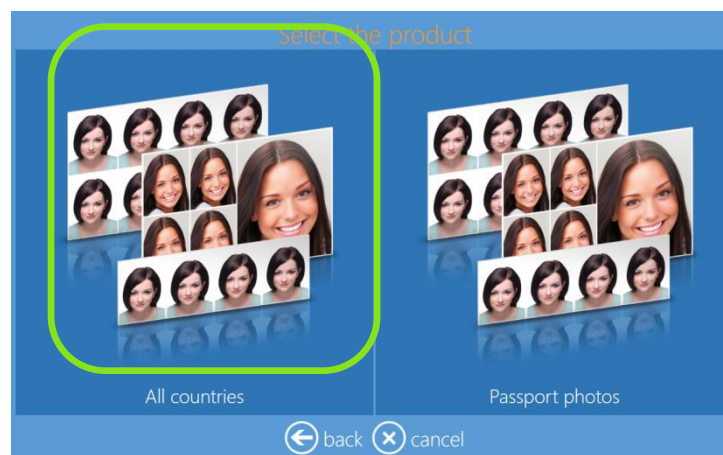 Select the product
All countries
Passport photos
back cancel